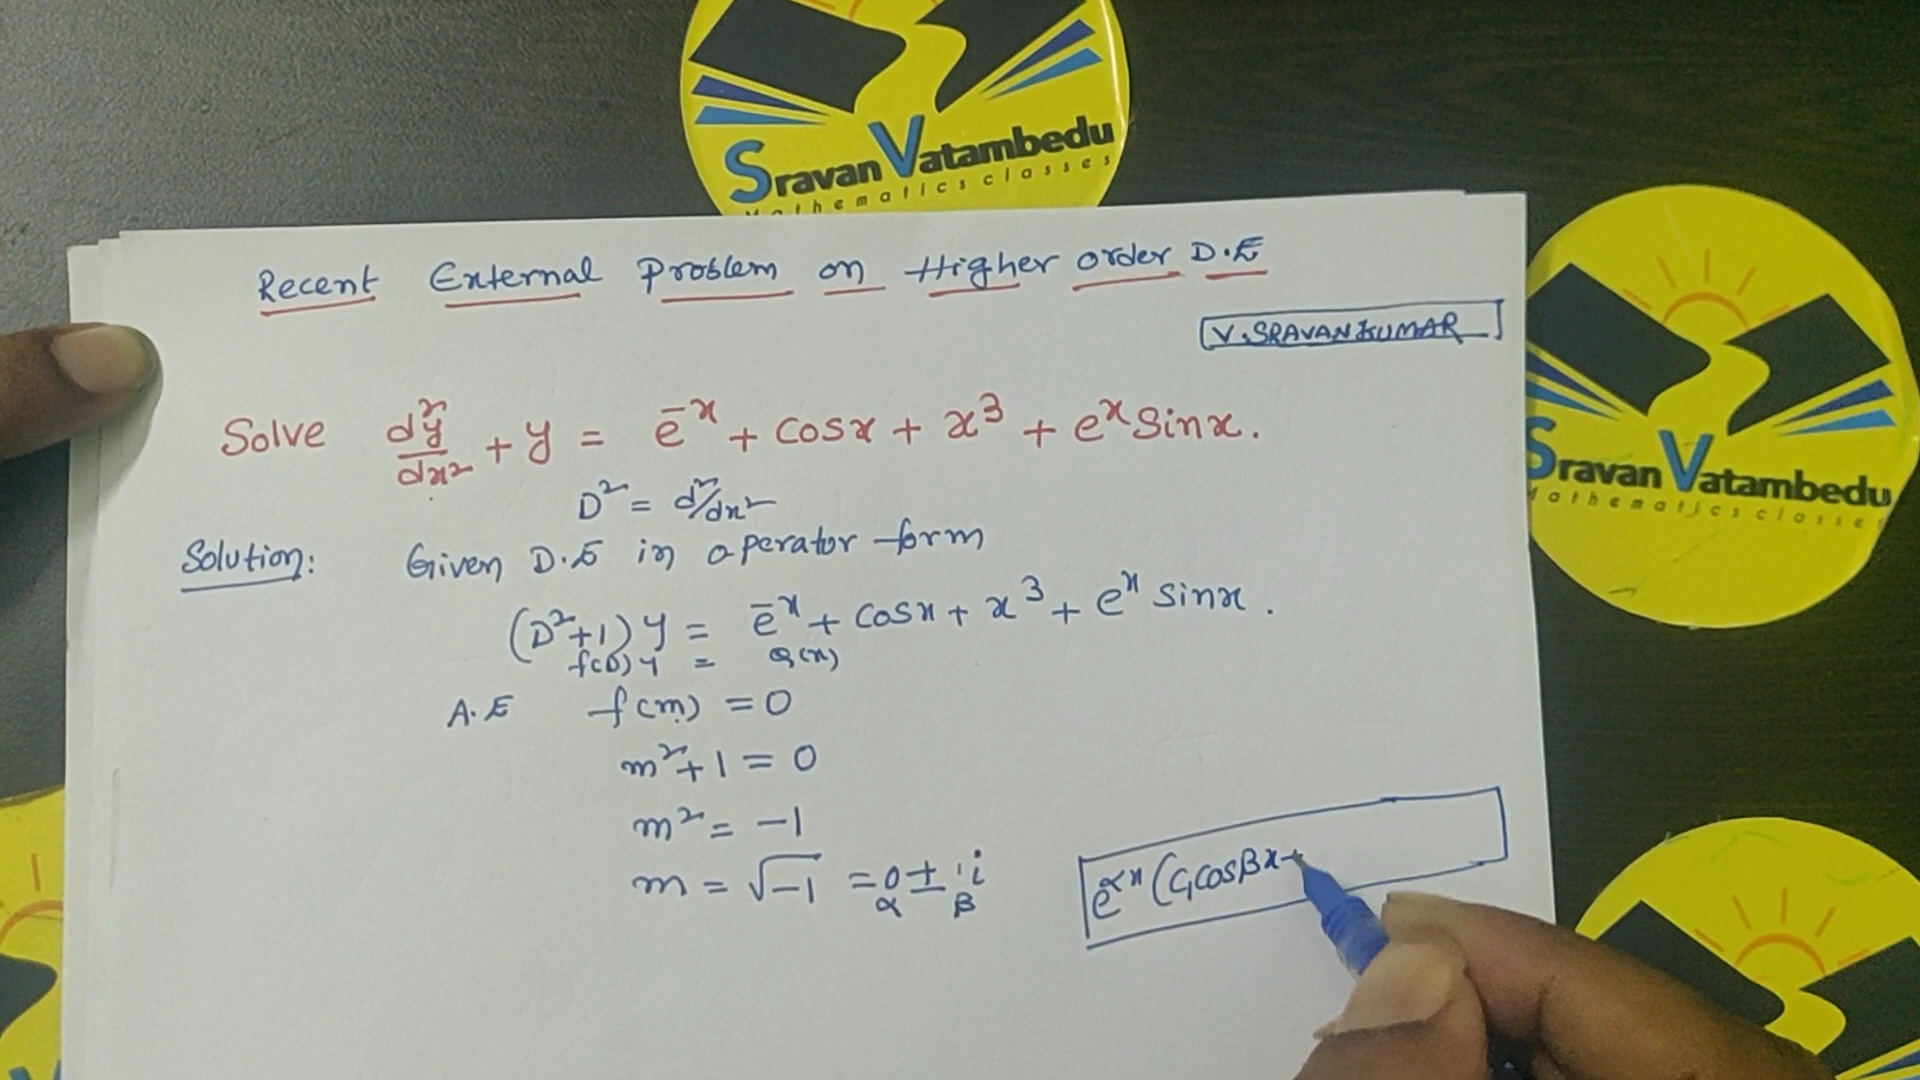 Sravan Vatambedu
Mathematics classes
Recent External Problem on Higher order D.E
V. SRAVAN KUMAR
Solve d²y/dx² + y = e⁻ˣ + cosx + x³ + eˣ Sinx.
D² = d²/dx²
Solution: Given D.E in operator form
(D²+1) y = e⁻ˣ + cosx + x³ + eˣ sinx.
f(D) y = Q(x)
A.E f(m) = 0
m²+1 = 0
m² = -1
m = √-1 = 0 ± 1i
α β
e^αx (C₁cosβx +
Sravan Vatambedu
Mathematics classes